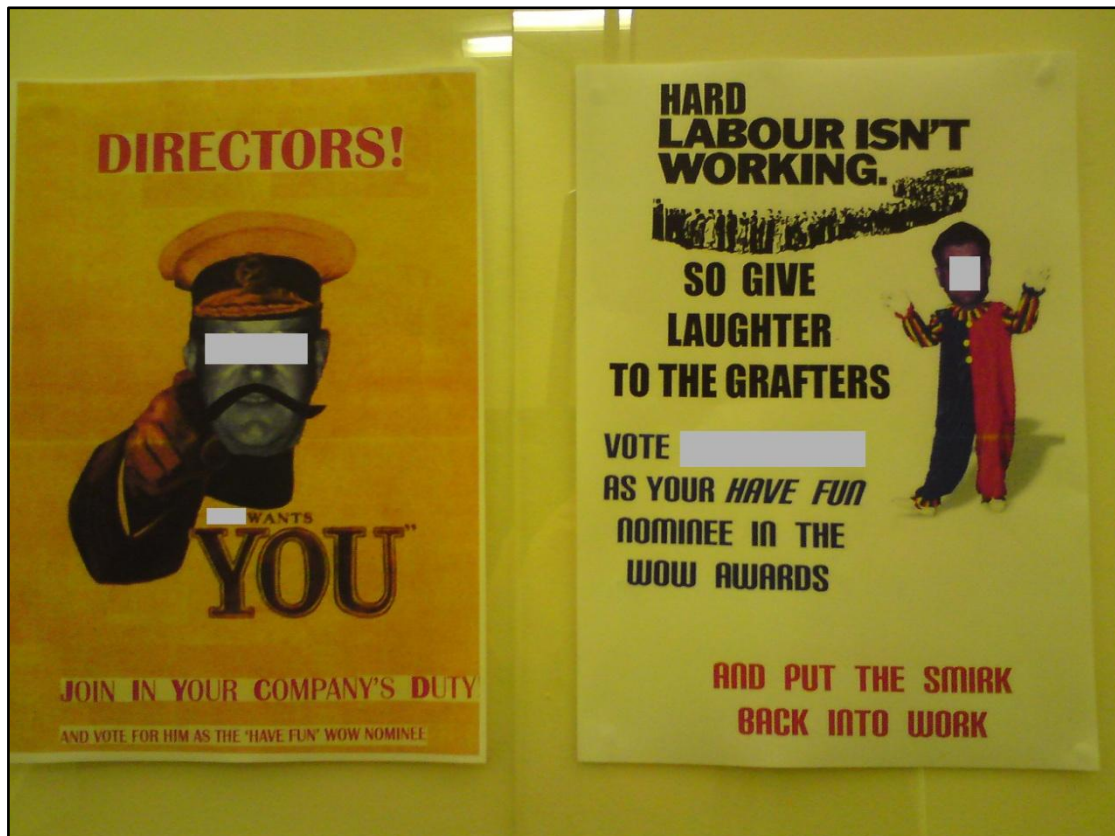 DIRECTORS!
WANTS
YOU"
JOIN IN YOUR COMPANY'S DUTY
AND VOTE FOR HIM AS THE 'HAVE FUN' WOW NOMINEE
HARD
LABOUR ISN'T
WORKING.
SO GIVE
LAUGHTER
TO THE GRAFTERS
VOTE
AS YOUR HAVE FUN
NOMINEE IN THE
WOW AWARDS
AND PUT THE SMIRK
BACK INTO WORK